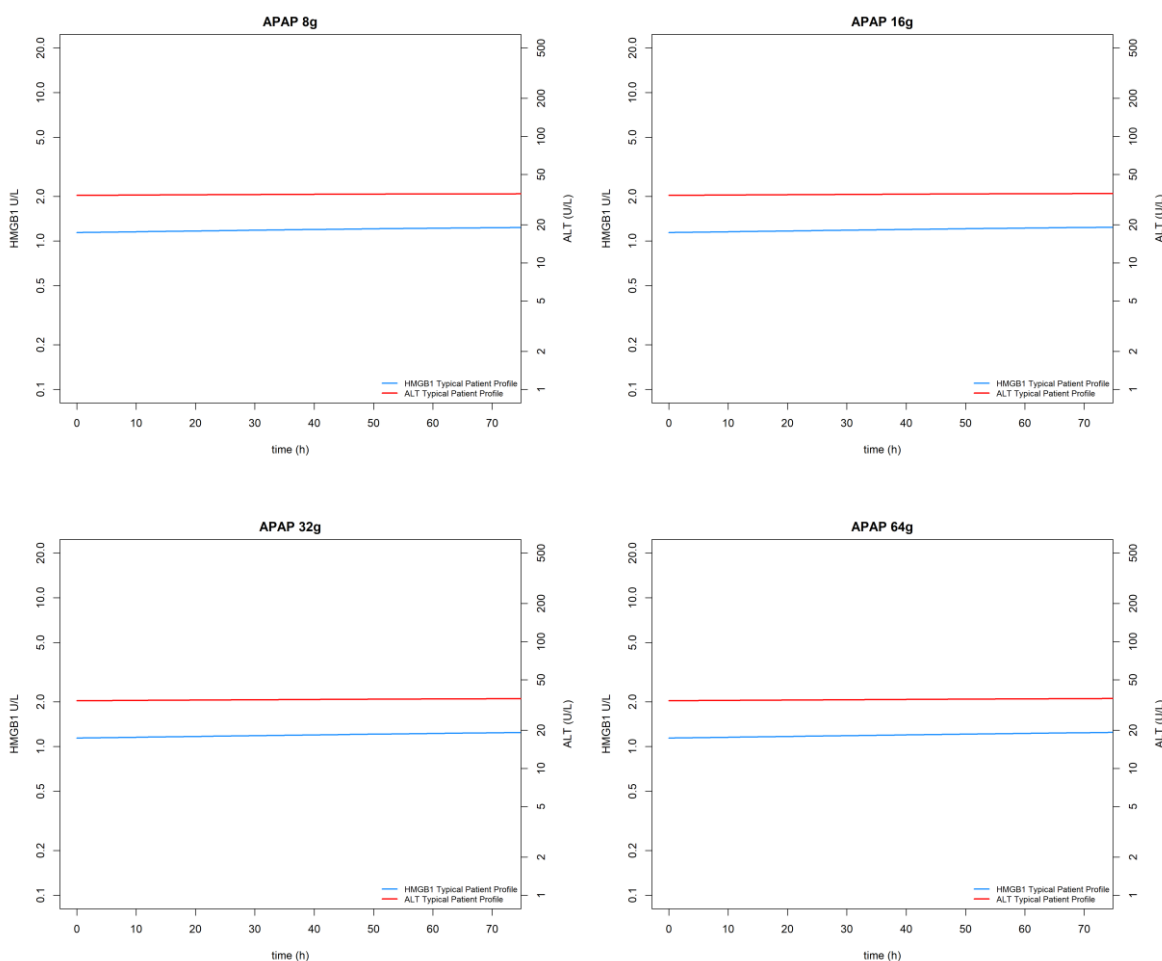 APAP 8g
20.0
10.0
5.0
2.0
1.0
0.5
0.2
0.1
HMGB1 U/L
500
200
100
50
20
10
5
2
1
ALT (U/L)
HMGB1 Typical Patient Profile
ALT Typical Patient Profile
0 10 20 30 40 50 60 70
time (h)
APAP 16g
20.0
10.0
5.0
2.0
1.0
0.5
0.2
0.1
HMGB1 U/L
500
200
100
50
20
10
5
2
1
ALT (U/L)
HMGB1 Typical Patient Profile
ALT Typical Patient Profile
0 10 20 30 40 50 60 70
time (h)
APAP 32g
20.0
10.0
5.0
2.0
1.0
0.5
0.2
0.1
HMGB1 U/L
500
200
100
50
20
10
5
2
1
ALT (U/L)
HMGB1 Typical Patient Profile
ALT Typical Patient Profile
0 10 20 30 40 50 60 70
time (h)
APAP 64g
20.0
10.0
5.0
2.0
1.0
0.5
0.2
0.1
HMGB1 U/L
500
200
100
50
20
10
5
2
1
ALT (U/L)
HMGB1 Typical Patient Profile
ALT Typical Patient Profile
0 10 20 30 40 50 60 70
time (h)